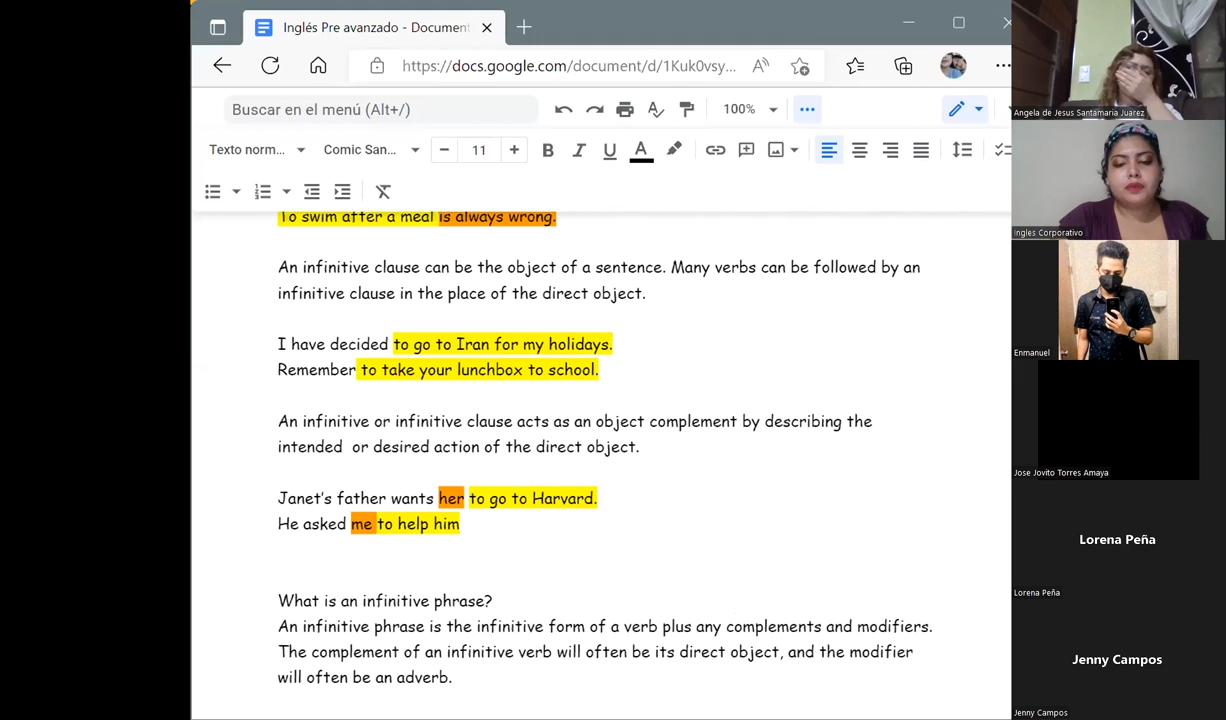 Inglés Pre avanzado - Document
https://docs.google.com/document/d/1Kuk0vsy...
Buscar en el menú (Alt+/)
100%
Texto norm...
Comic San...
11
To swim after a meal is always wrong.
An infinitive clause can be the object of a sentence. Many verbs can be followed by an
infinitive clause in the place of the direct object.
I have decided to go to Iran for my holidays.
Remember to take your lunchbox to school.
An infinitive or infinitive clause acts as an object complement by describing the
intended or desired action of the direct object.
Janet's father wants her to go to Harvard.
He asked me to help him
What is an infinitive phrase?
An infinitive phrase is the infinitive form of a verb plus any complements and modifiers.
The complement of an infinitive verb will often be its direct object, and the modifier
will often be an adverb.
Angela de Jesus Santamaria Juarez
Ingles Corporativo
Enmanuel
Jose Jovito Torres Amaya
Lorena Peña
Lorena Peña
Jenny Campos
Jenny Campos